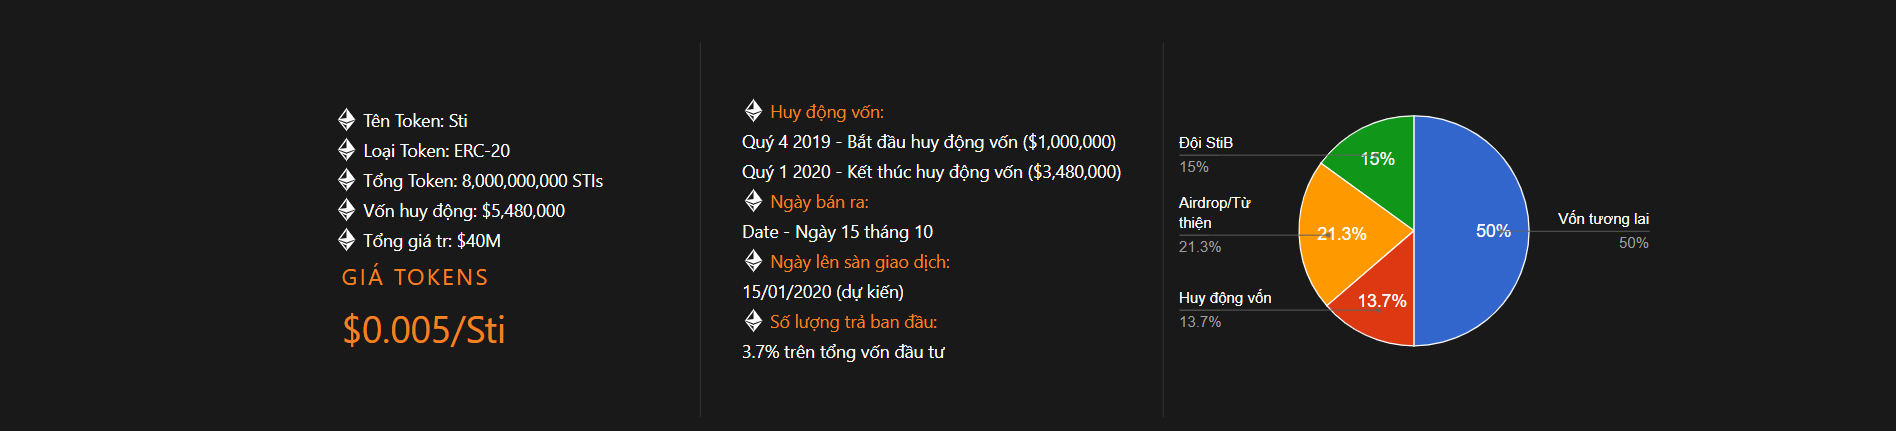 Tên Token: Sti
Loại Token: ERC-20
Tổng Token: 8,000,000,000 STIs
Vốn huy động: $5,480,000
Tổng giá tr: $40M
GIÁ TOKENS
$0.005/Sti
Huy động vốn:
Quý 4 2019 - Bắt đầu huy động vốn ($1,000,000)
Quý 1 2020 - Kết thúc huy động vốn ($3,480,000)
Ngày bán ra:
Date - Ngày 15 tháng 10
Ngày lên sàn giao dịch:
15/01/2020 (dự kiến)
Số lượng trả ban đầu:
3.7% trên tổng vốn đầu tư
Đội StiB
15%
Airdrop/Từ
thiện
21.3%
Huy động vốn
13.7%
15%
21.3%
13.7%
50%
Vốn tương lai
50%